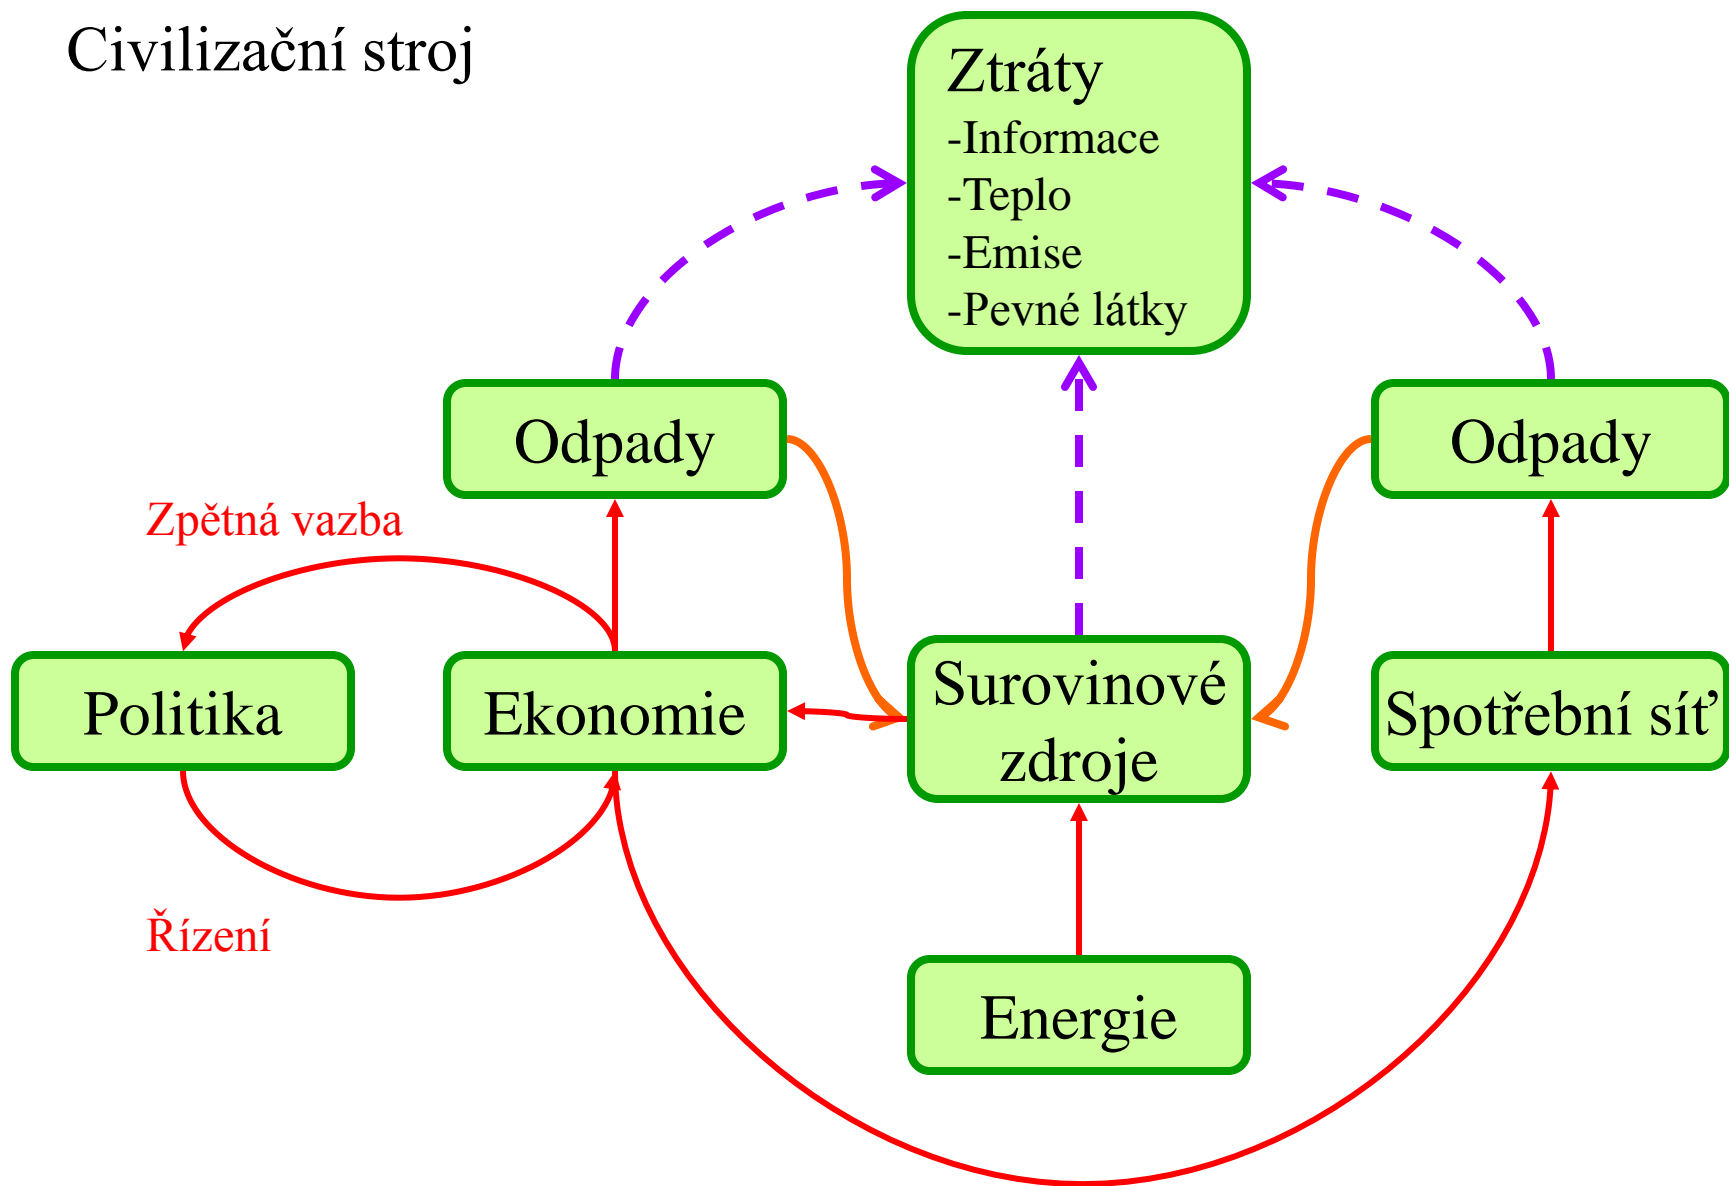 Civilizační stroj
Ztráty
-Informace
-Teplo
-Emise
-Pevné látky
Odpady
Odpady
Zpětná vazba
Politika
Ekonomie
Surovinové
zdroje
Spotřební síť
Řízení
Energie